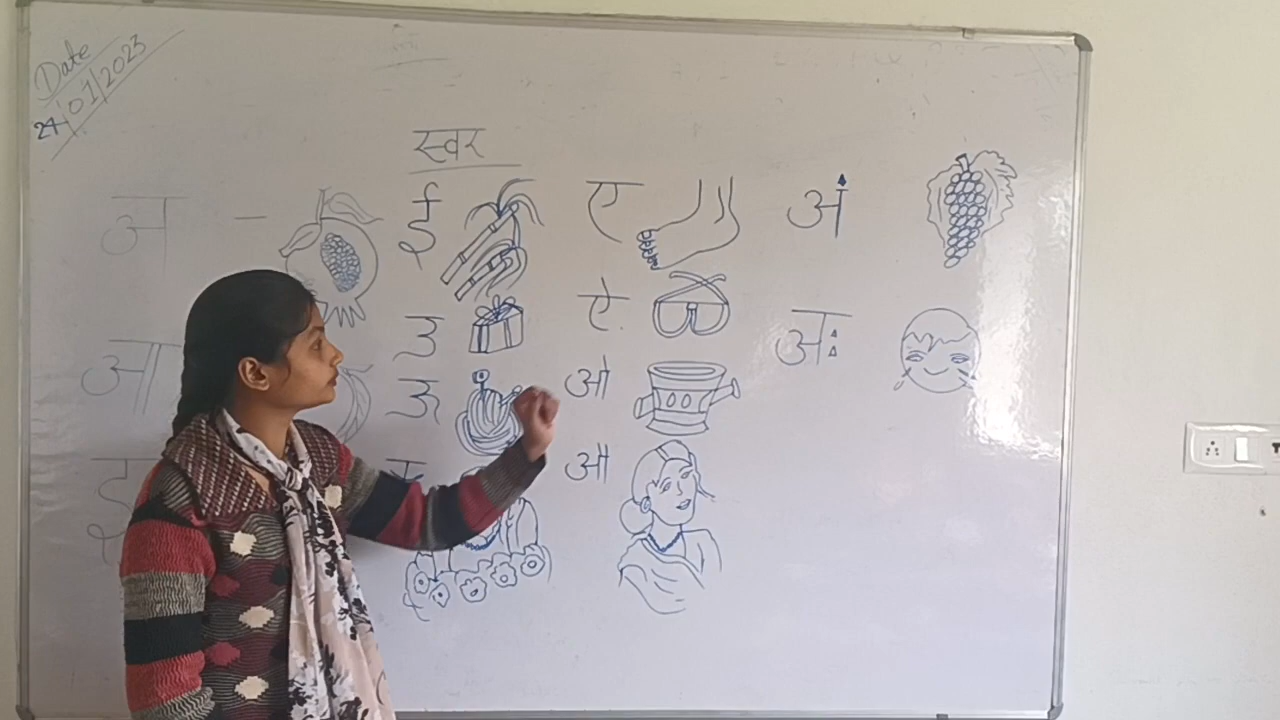 Date
24/01/2023
स्वर
अ -
आ
इ
ई
उ
ऊ
ए
ऐ
ओ
औ
अं
अः